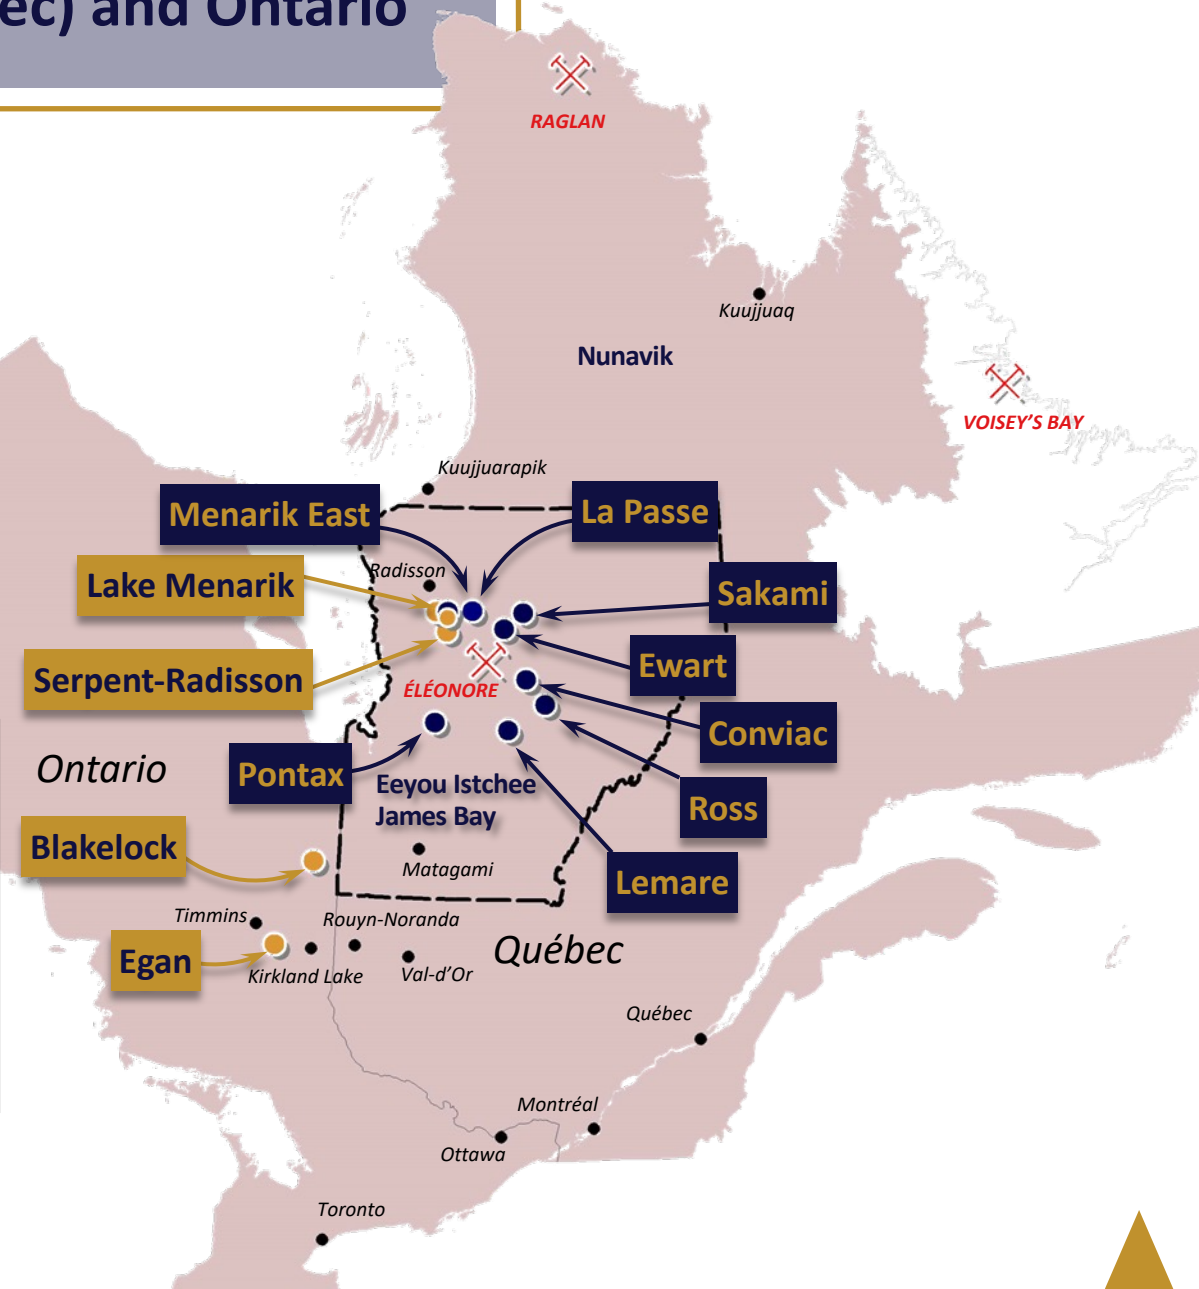 ec) and Ontario
RAGLAN
Kuujjuaq
Nunavik
VOISEY'S BAY
Kuujjuarapik
Menarik East
La Passe
Radisson
Lake Menarik
Sakami
Ewart
Serpent-Radisson
ÉLÉONORE
Conviac
Ontario
Pontax
Eeyou Istchee
James Bay
Ross
Blakelock
Matagami
Lemare
Timmins
Rouyn-Noranda
Québec
Egan
Kirkland Lake
Val-d'Or
Québec
Montréal
Ottawa
Toronto